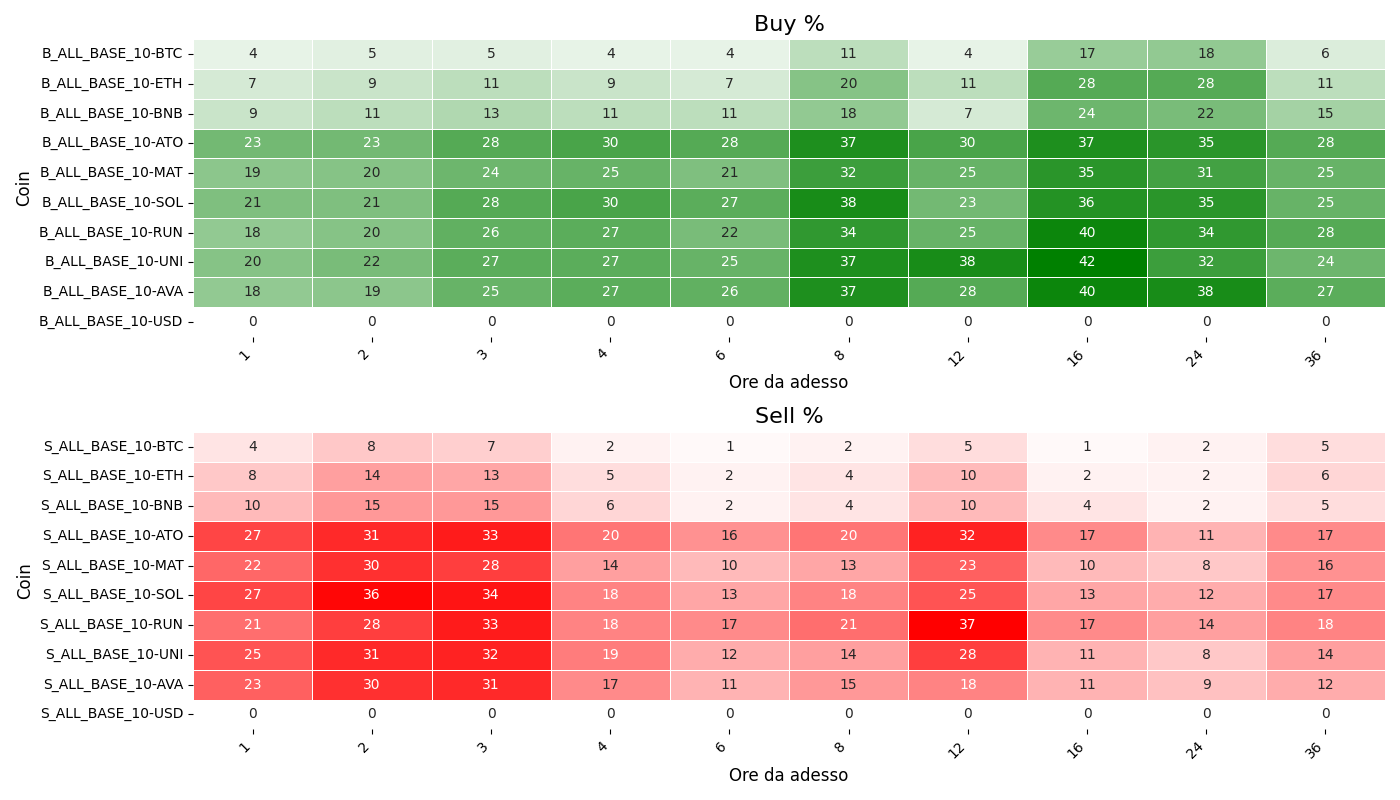 Buy %
Coin
B_ALL_BASE_10-BTC 4 5 5 4 4 11 4 17 18 6
B_ALL_BASE_10-ETH 7 9 11 9 7 20 11 28 28 11
B_ALL_BASE_10-BNB 9 11 13 11 11 18 7 24 22 15
B_ALL_BASE_10-ATO 23 23 28 30 28 37 30 37 35 28
B_ALL_BASE_10-MAT 19 20 24 25 21 32 25 35 31 25
B_ALL_BASE_10-SOL 21 21 28 30 27 38 23 36 35 25
B_ALL_BASE_10-RUN 18 20 26 27 22 34 25 40 34 28
B_ALL_BASE_10-UNI 20 22 27 27 25 37 38 42 32 24
B_ALL_BASE_10-AVA 18 19 25 27 26 37 28 40 38 27
B_ALL_BASE_10-USD 0 0 0 0 0 0 0 0 0 0
1 2 3 4 6 8 12 16 24 36
Ore da adesso
Sell %
Coin
S_ALL_BASE_10-BTC 4 8 7 2 1 2 5 1 2 5
S_ALL_BASE_10-ETH 8 14 13 5 2 4 10 2 2 6
S_ALL_BASE_10-BNB 10 15 15 6 2 4 10 4 2 5
S_ALL_BASE_10-ATO 27 31 33 20 16 20 32 17 11 17
S_ALL_BASE_10-MAT 22 30 28 14 10 13 23 10 8 16
S_ALL_BASE_10-SOL 27 36 34 18 13 18 25 13 12 17
S_ALL_BASE_10-RUN 21 28 33 18 17 21 37 17 14 18
S_ALL_BASE_10-UNI 25 31 32 19 12 14 28 11 8 14
S_ALL_BASE_10-AVA 23 30 31 17 11 15 18 11 9 12
S_ALL_BASE_10-USD 0 0 0 0 0 0 0 0 0 0
1 2 3 4 6 8 12 16 24 36
Ore da adesso